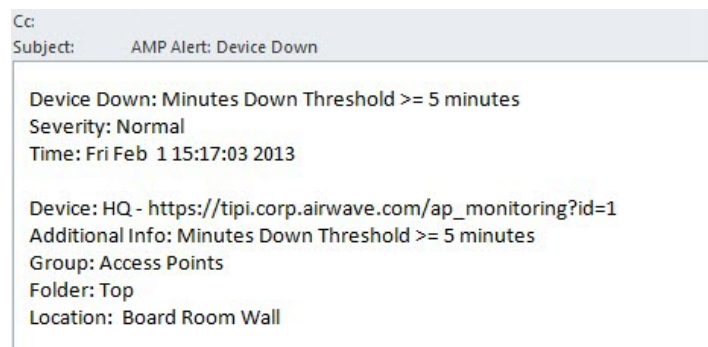 Cc:
Subject: AMP Alert: Device Down
Device Down: Minutes Down Threshold >= 5 minutes
Severity: Normal
Time: Fri Feb 1 15:17:03 2013
Device: HQ - https://tipi.corp.airwave.com/ap_monitoring?id=1
Additional Info: Minutes Down Threshold >= 5 minutes
Group: Access Points
Folder: Top
Location: Board Room Wall